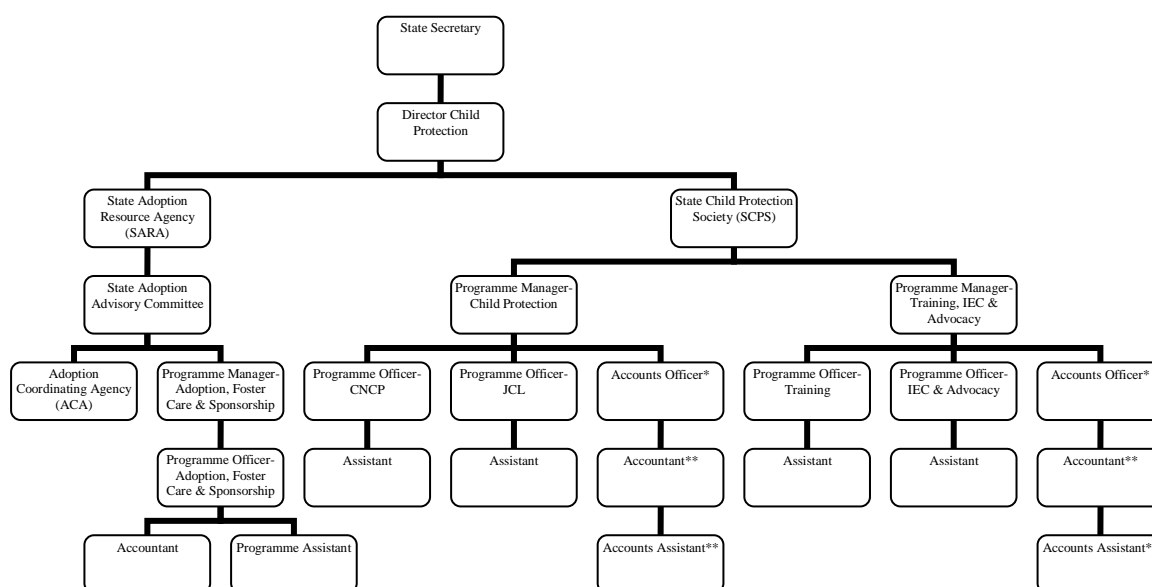 State Secretary
Director Child
Protection
State Adoption
Resource Agency
(SARA)
State Child Protection
Society (SCPS)
State Adoption
Advisory Committee
Programme Manager-
Child Protection
Programme Manager-
Training, IEC &
Advocacy
Adoption
Coordinating Agency
(ACA)
Programme Manager-
Adoption, Foster
Care & Sponsorship
Programme Officer-
CNCP
Programme Officer-
JCL
Accounts Officer*
Programme Officer-
Training
Programme Officer-
IEC & Advocacy
Accounts Officer*
Programme Officer-
Adoption, Foster
Care & Sponsorship
Assistant
Assistant
Accountant**
Assistant
Assistant
Accountant**
Accountant
Programme Assistant
Accounts Assistant**
Accounts Assistant*